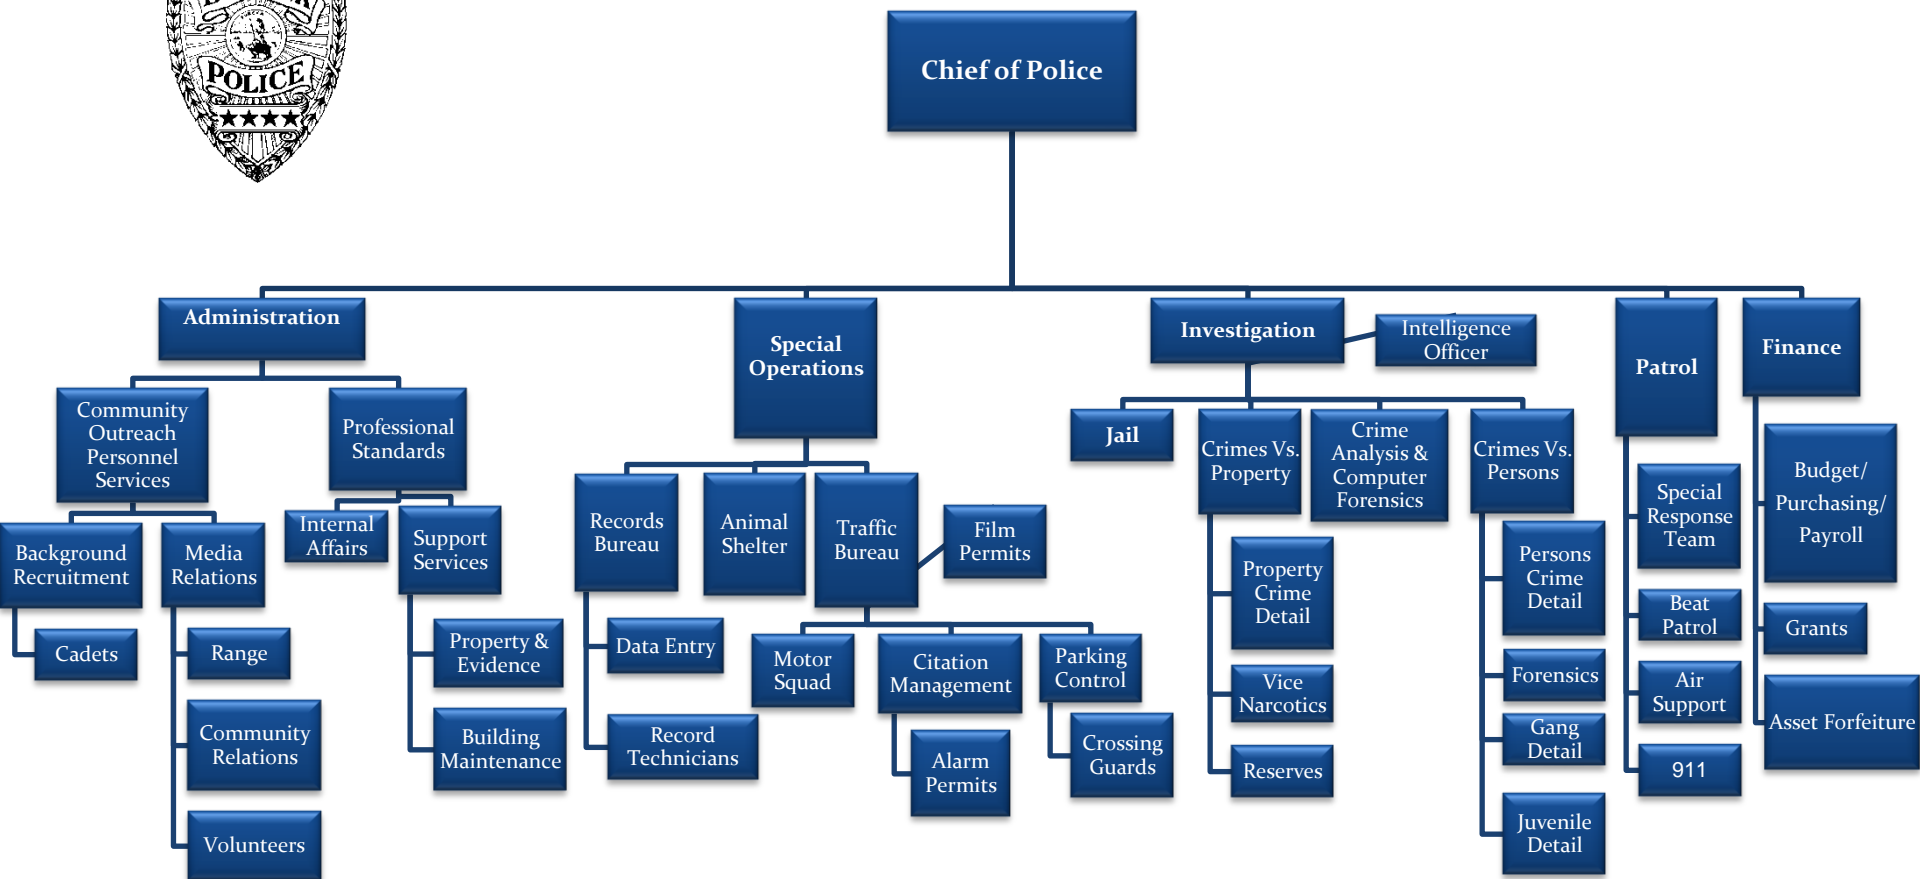 POLICE
Chief of Police
Administration
Special
Operations
Investigation
Intelligence
Officer
Patrol
Finance
Community
Outreach
Personnel
Services
Professional
Standards
Jail
Crimes Vs.
Property
Crime
Analysis &
Computer
Forensics
Crimes Vs.
Persons
Background
Recruitment
Media
Relations
Internal
Affairs
Support
Services
Records
Bureau
Animal
Shelter
Traffic
Bureau
Film
Permits
Special
Response
Team
Budget/
Purchasing/
Payroll
Cadets
Range
Property &
Evidence
Data Entry
Motor
Squad
Citation
Management
Parking
Control
Property
Crime
Detail
Persons
Crime
Detail
Beat
Patrol
Grants
Community
Relations
Building
Maintenance
Record
Technicians
Alarm
Permits
Crossing
Guards
Vice
Narcotics
Forensics
Air
Support
Asset Forfeiture
Volunteers
Reserves
Gang
Detail
911
Juvenile
Detail